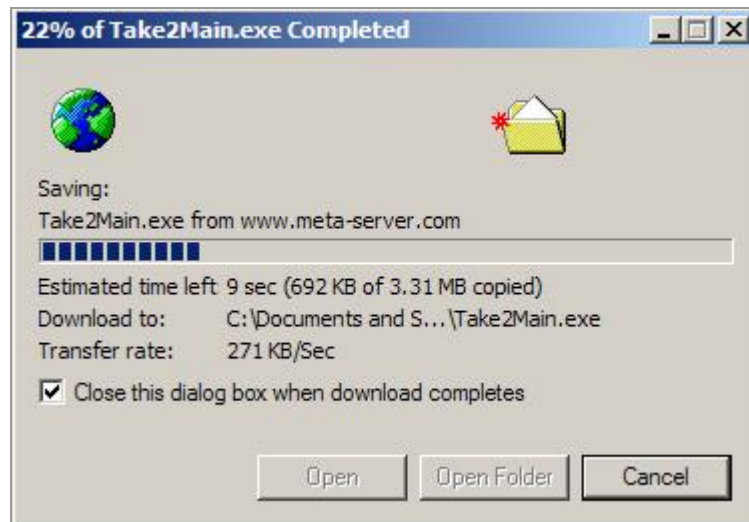 22% of Take2Main.exe Completed
Saving:
Take2Main.exe from www.meta-server.com
Estimated time left 9 sec (692 KB of 3.31 MB copied)
Download to: C:\Documents and S...\Take2Main.exe
Transfer rate: 271 KB/Sec
Close this dialog box when download completes
Open Open Folder Cancel